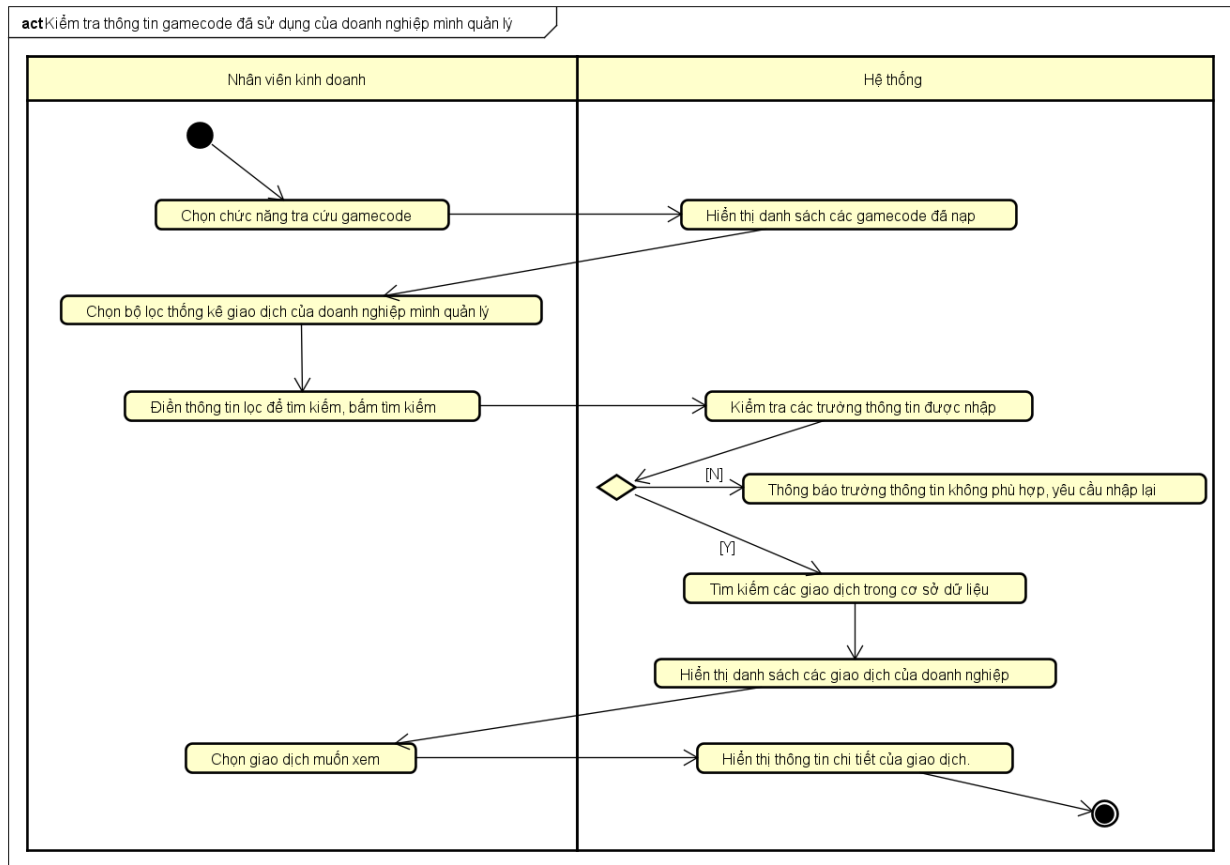 act Kiểm tra thông tin gamecode đã sử dụng của doanh nghiệp mình quản lý
Nhân viên kinh doanh
Hệ thống
Chọn chức năng tra cứu gamecode
Hiển thị danh sách các gamecode đã nạp
Chọn bộ lọc thống kê giao dịch của doanh nghiệp mình quản lý
Điền thông tin lọc để tìm kiếm, bấm tìm kiếm
Kiểm tra các trường thông tin được nhập
[N]
Thông báo trường thông tin không phù hợp, yêu cầu nhập lại
[Y]
Tìm kiếm các giao dịch trong cơ sở dữ liệu
Hiển thị danh sách các giao dịch của doanh nghiệp
Chọn giao dịch muốn xem
Hiển thị thông tin chi tiết của giao dịch.